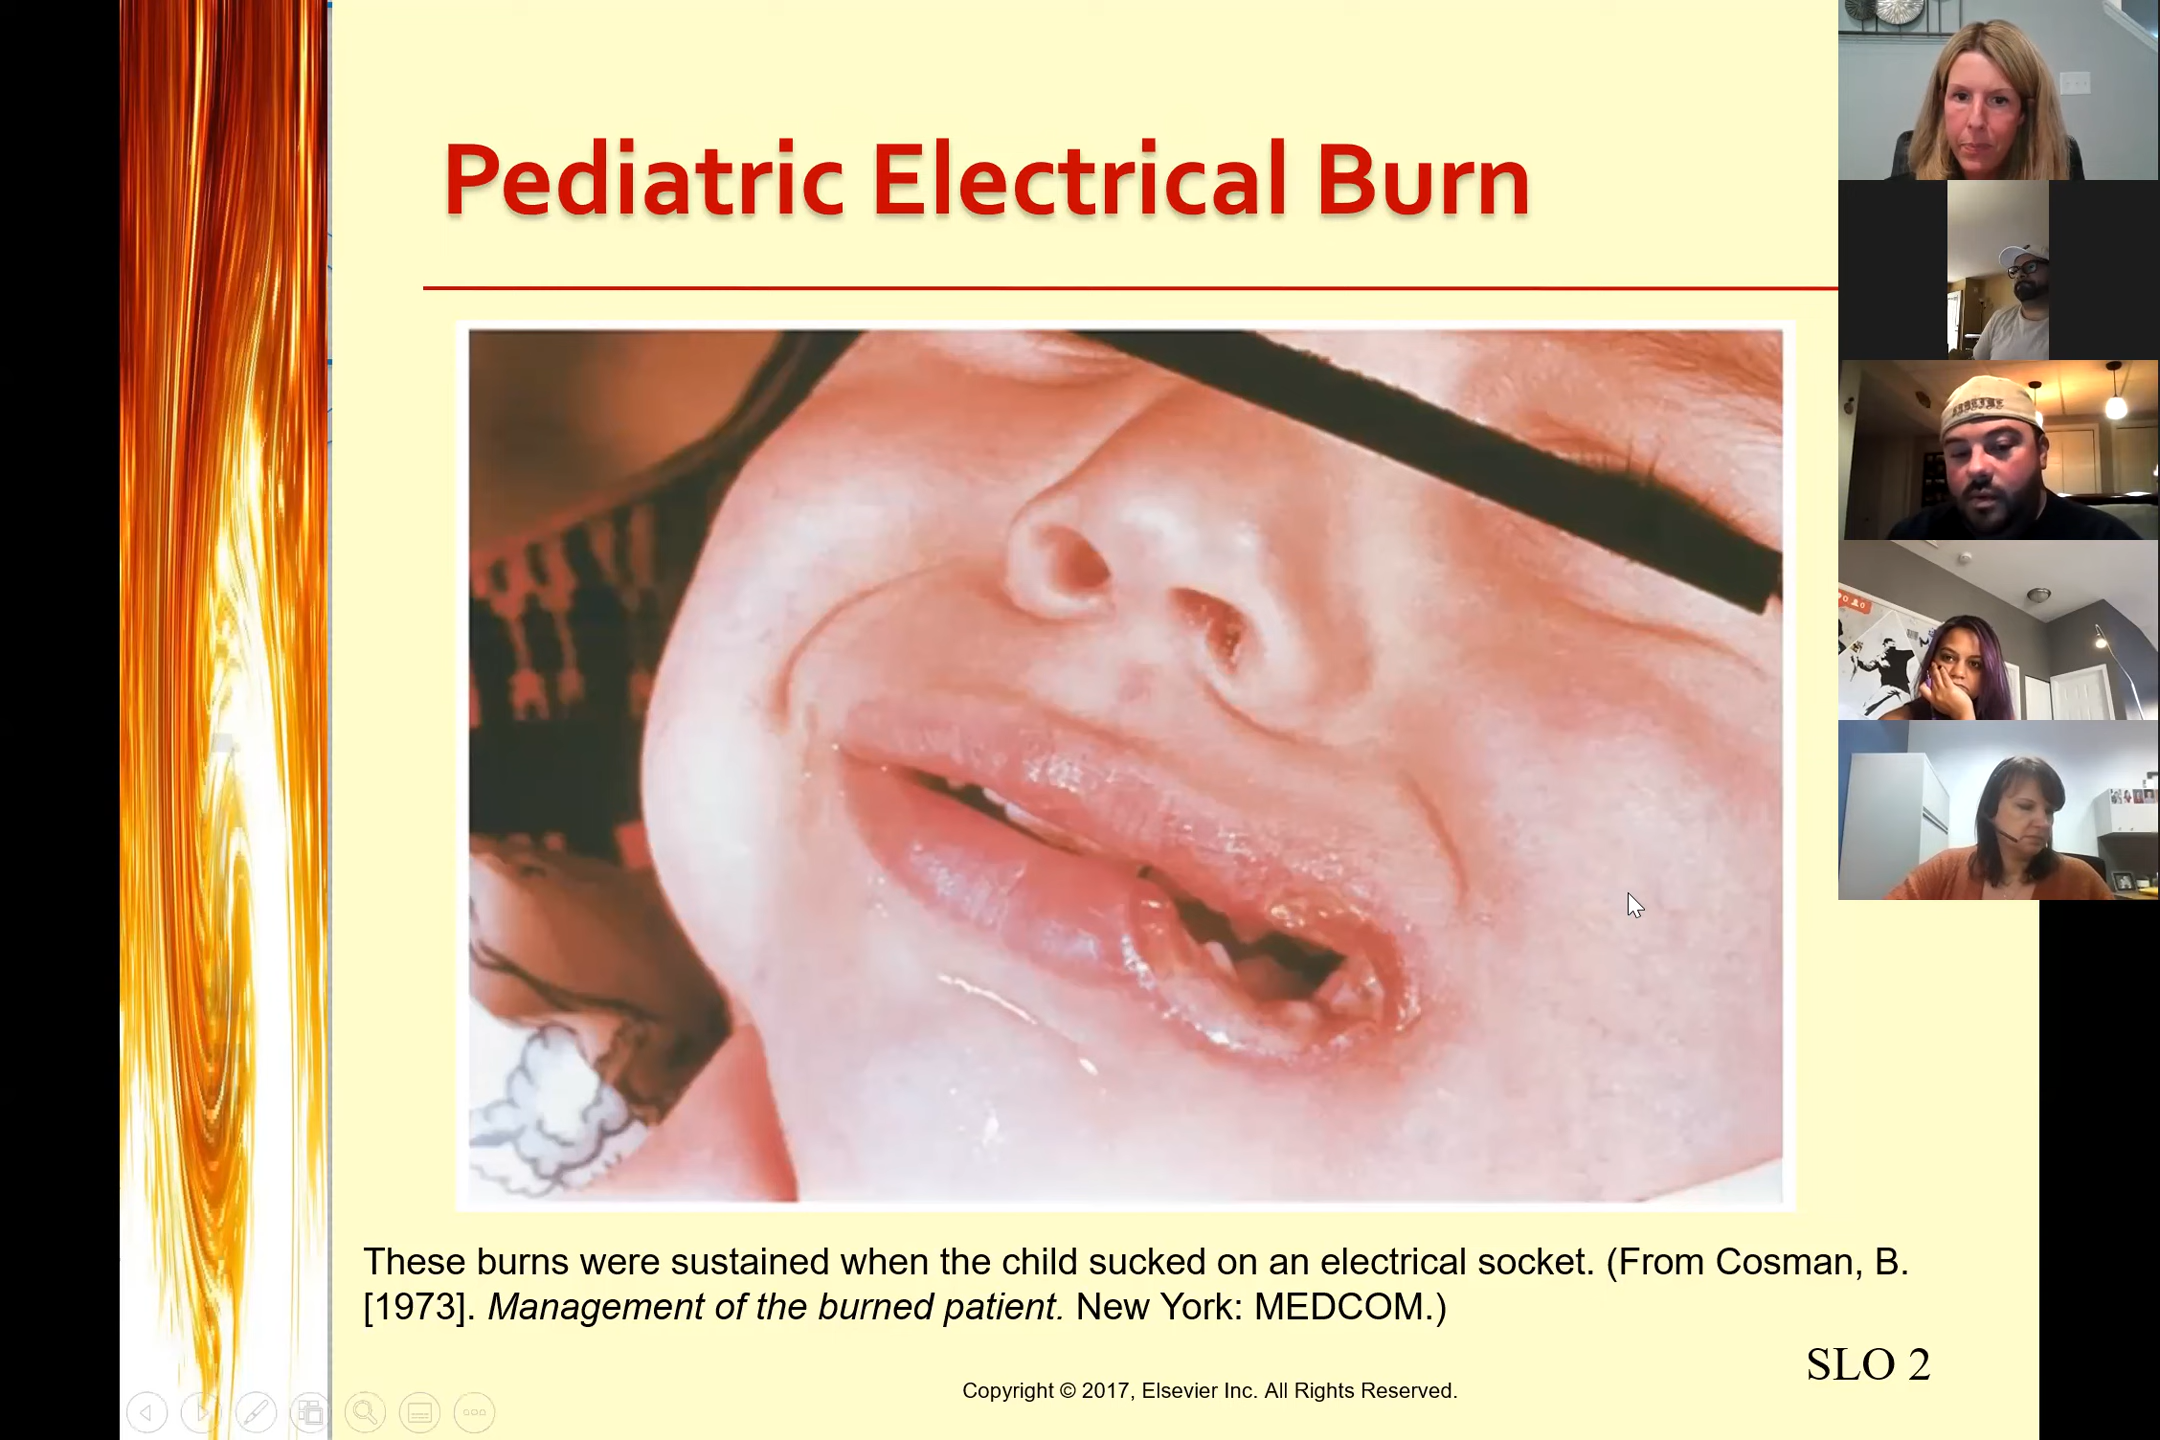 Pediatric Electrical Burn
These burns were sustained when the child sucked on an electrical socket. (From Cosman, B.
[1973]. Management of the burned patient. New York: MEDCOM.)
SLO 2
Copyright © 2017, Elsevier Inc. All Rights Reserved.